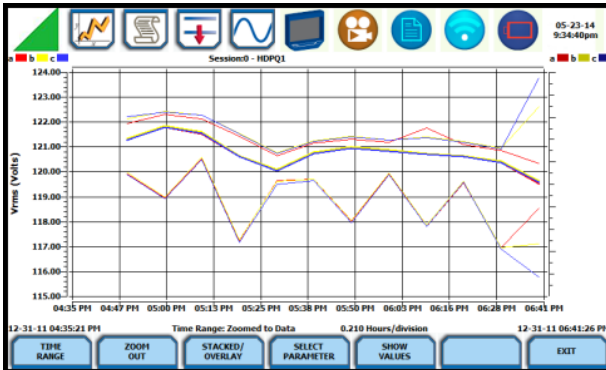 05-23-14
9:34:40pm
a b c
Session:0 - HDPQ1
a b c
Vrms (Volts)
124.00
123.00
122.00
121.00
120.00
119.00
118.00
117.00
116.00
115.00
04:35 PM 04:47 PM 05:00 PM 05:13 PM 05:25 PM 05:38 PM 05:50 PM 06:03 PM 06:16 PM 06:28 PM 06:41 PM
12-31-11 04:35:21 PM Time Range: Zoomed to Data 0.210 Hours/division 12-31-11 06:41:26 PM
TIME RANGE
ZOOM OUT
STACKED/ OVERLAY
SELECT PARAMETER
SHOW VALUES
EXIT